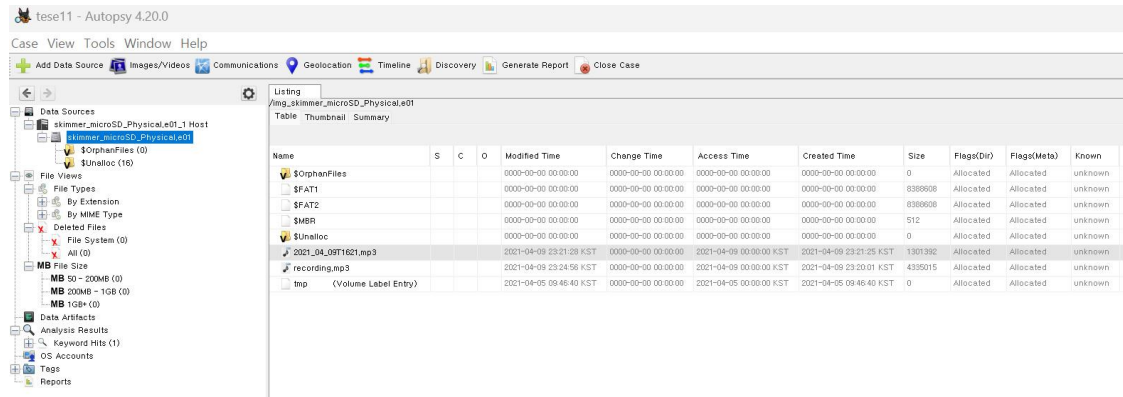 tese11 - Autopsy 4.20.0
Case View Tools Window Help
Add Data Source Images/Videos Communications Geolocation Timeline Discovery Generate Report Close Case
Listing
/img_skimmer_microSD_Physical.e01
Table Thumbnail Summary
Data Sources
skimmer_microSD_Physical.e01_1 Host
skimmer_microSD_Physical.e01
$OrphanFiles (0)
$Unalloc (16)
File Views
File Types
By Extension
By MIME Type
Deleted Files
File System (0)
All (0)
MB File Size
MB 50 - 200MB (0)
MB 200MB - 1GB (0)
MB 1GB+ (0)
Data Artifacts
Analysis Results
Keyword Hits (1)
OS Accounts
Tags
Reports
Name S C O Modified Time Change Time Access Time Created Time Size Flags(Dir) Flags(Meta) Known
$OrphanFiles 0000-00-00 00:00:00 0000-00-00 00:00:00 0000-00-00 00:00:00 0000-00-00 00:00:00 0 Allocated Allocated unknown
$FAT1 0000-00-00 00:00:00 0000-00-00 00:00:00 0000-00-00 00:00:00 0000-00-00 00:00:00 8388608 Allocated Allocated unknown
$FAT2 0000-00-00 00:00:00 0000-00-00 00:00:00 0000-00-00 00:00:00 0000-00-00 00:00:00 8388608 Allocated Allocated unknown
$MBR 0000-00-00 00:00:00 0000-00-00 00:00:00 0000-00-00 00:00:00 0000-00-00 00:00:00 512 Allocated Allocated unknown
$Unalloc 0000-00-00 00:00:00 0000-00-00 00:00:00 0000-00-00 00:00:00 0000-00-00 00:00:00 0 Allocated Allocated unknown
2021_04_09T1621.mp3 2021-04-09 23:21:28 KST 0000-00-00 00:00:00 2021-04-09 00:00:00 KST 2021-04-09 23:21:25 KST 1301392 Allocated Allocated unknown
recording.mp3 2021-04-09 23:24:56 KST 0000-00-00 00:00:00 2021-04-09 00:00:00 KST 2021-04-09 23:20:01 KST 4335015 Allocated Allocated unknown
tmp (Volume Label Entry) 2021-04-05 09:46:40 KST 0000-00-00 00:00:00 2021-04-05 00:00:00 KST 2021-04-05 09:46:40 KST 0 Allocated Allocated unknown